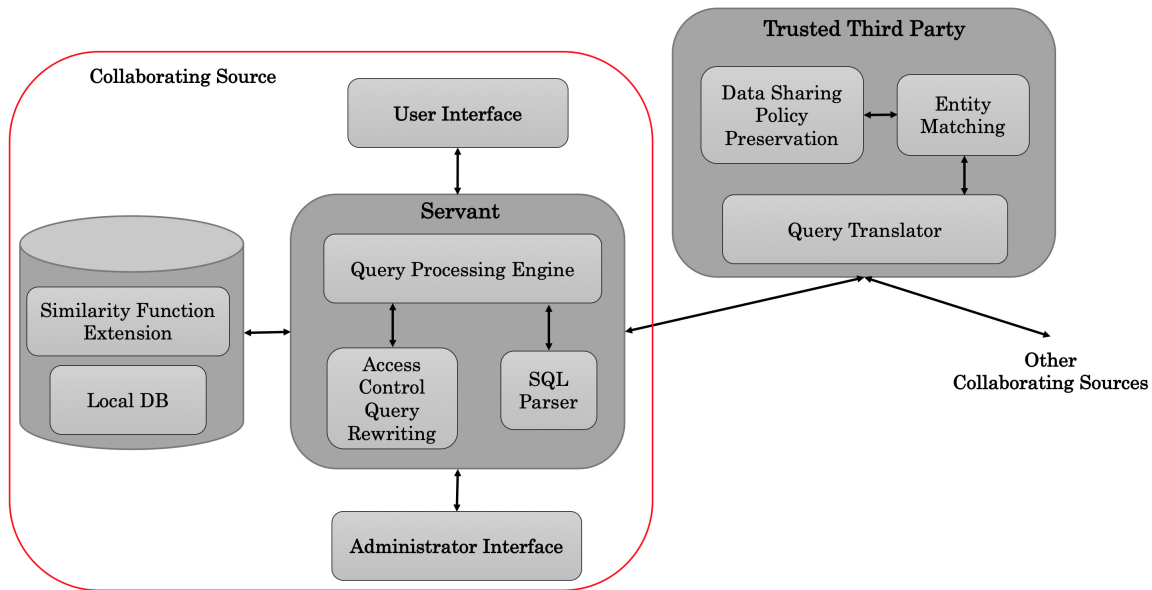 Collaborating Source
User Interface
Servant
Query Processing Engine
Access
Control
Query
Rewriting
SQL
Parser
Similarity Function
Extension
Local DB
Administrator Interface
Trusted Third Party
Data Sharing
Policy
Preservation
Entity
Matching
Query Translator
Other
Collaborating Sources